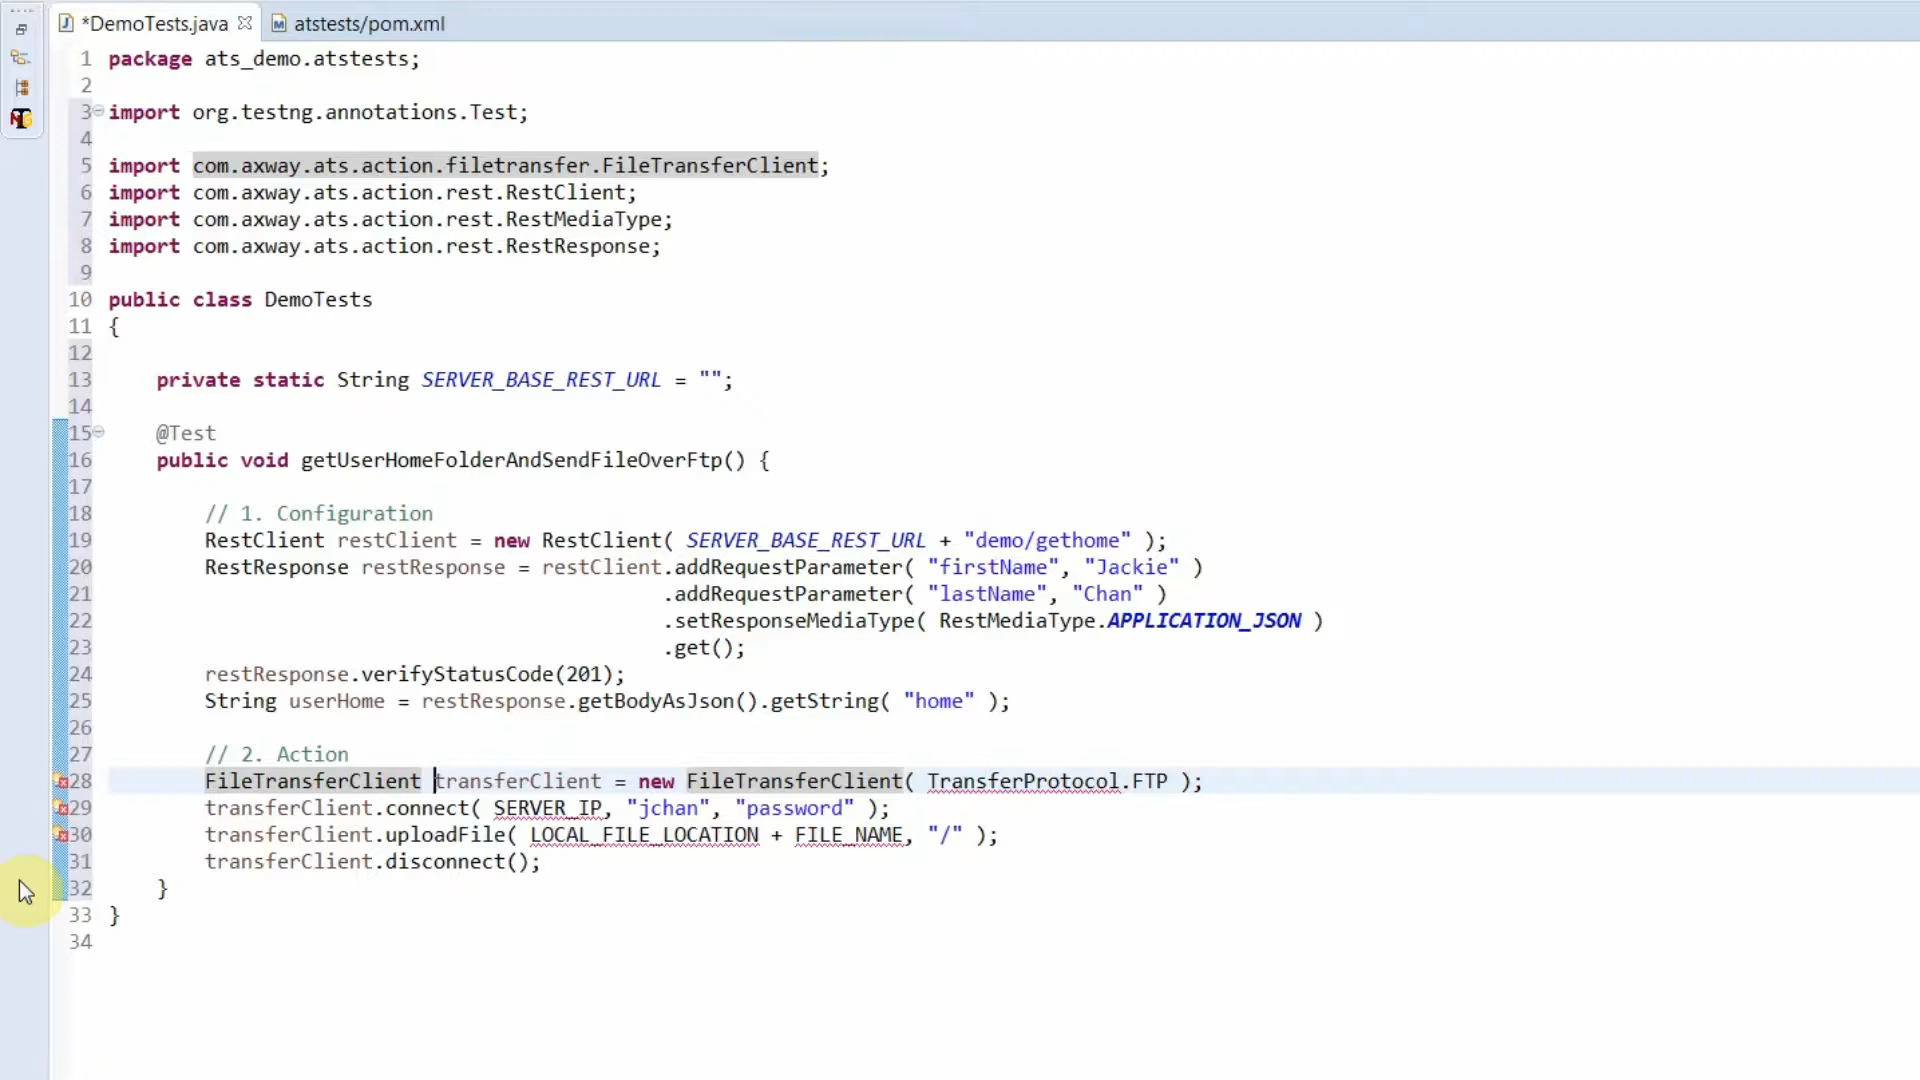 *DemoTests.java
atstests/pom.xml
1 package ats_demo.atstests;
2
3 import org.testng.annotations.Test;
4
5 import com.axway.ats.action.filetransfer.FileTransferClient;
6 import com.axway.ats.action.rest.RestClient;
7 import com.axway.ats.action.rest.RestMediaType;
8 import com.axway.ats.action.rest.RestResponse;
9
10 public class DemoTests
11 {
12
13 private static String SERVER_BASE_REST_URL = "";
14
15 @Test
16 public void getUserHomeFolderAndSendFileOverFtp() {
17
18 // 1. Configuration
19 RestClient restClient = new RestClient( SERVER_BASE_REST_URL + "demo/gethome" );
20 RestResponse restResponse = restClient.addRequestParameter( "firstName", "Jackie" )
21 .addRequestParameter( "lastName", "Chan" )
22 .setResponseMediaType( RestMediaType.APPLICATION_JSON )
23 .get();
24 restResponse.verifyStatusCode(201);
25 String userHome = restResponse.getBodyAsJson().getString( "home" );
26
27 // 2. Action
28 FileTransferClient transferClient = new FileTransferClient( TransferProtocol.FTP );
29 transferClient.connect( SERVER_IP, "jchan", "password" );
30 transferClient.uploadFile( LOCAL_FILE_LOCATION + FILE_NAME, "/" );
31 transferClient.disconnect();
32 }
33 }
34